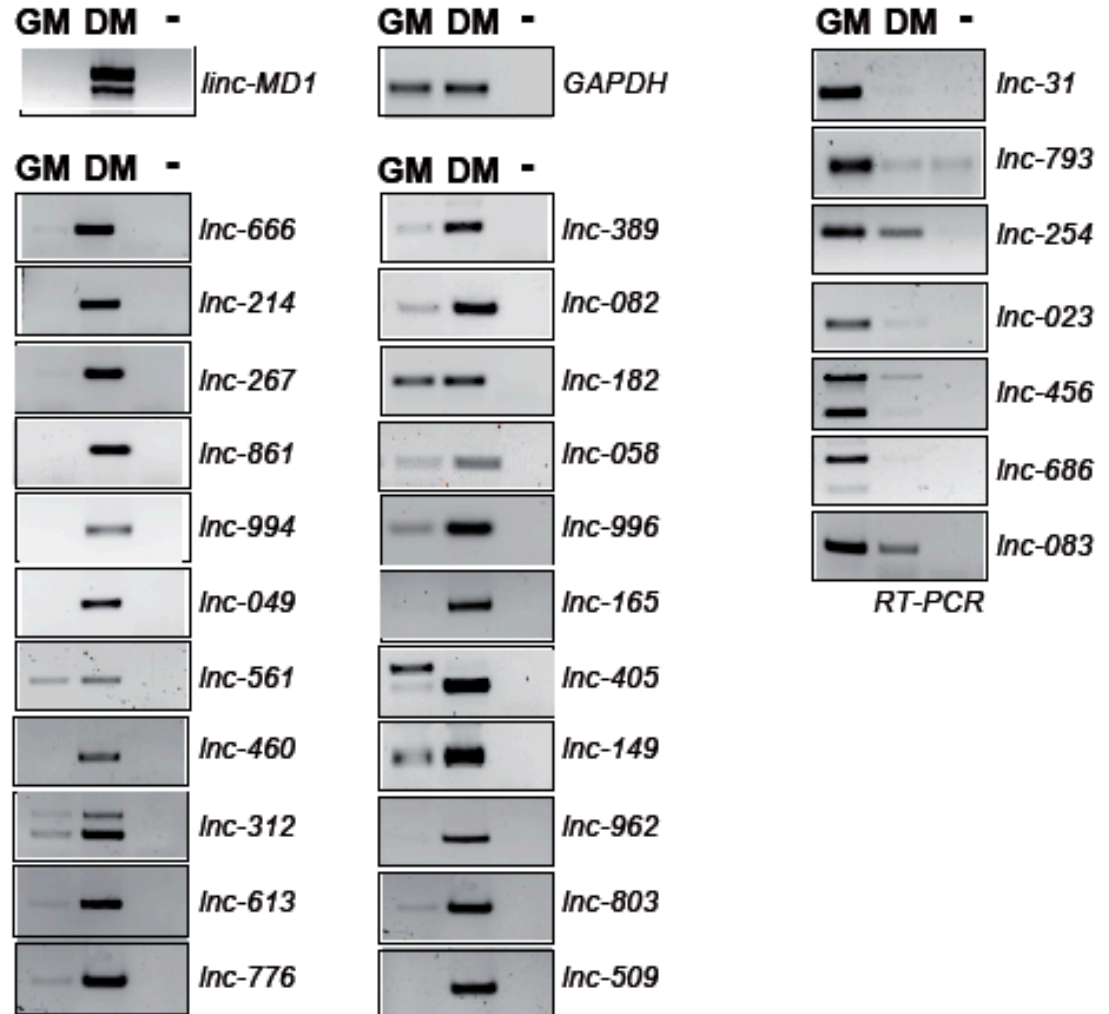 GM DM -
linc-MD1
GM DM -
lnc-666
lnc-214
lnc-267
lnc-861
lnc-994
lnc-049
lnc-561
lnc-460
lnc-312
lnc-613
lnc-776
GM DM -
GAPDH
GM DM -
lnc-389
lnc-082
lnc-182
lnc-058
lnc-996
lnc-165
lnc-405
lnc-149
lnc-962
lnc-803
lnc-509
GM DM -
lnc-31
lnc-793
lnc-254
lnc-023
lnc-456
lnc-686
lnc-083
RT-PCR